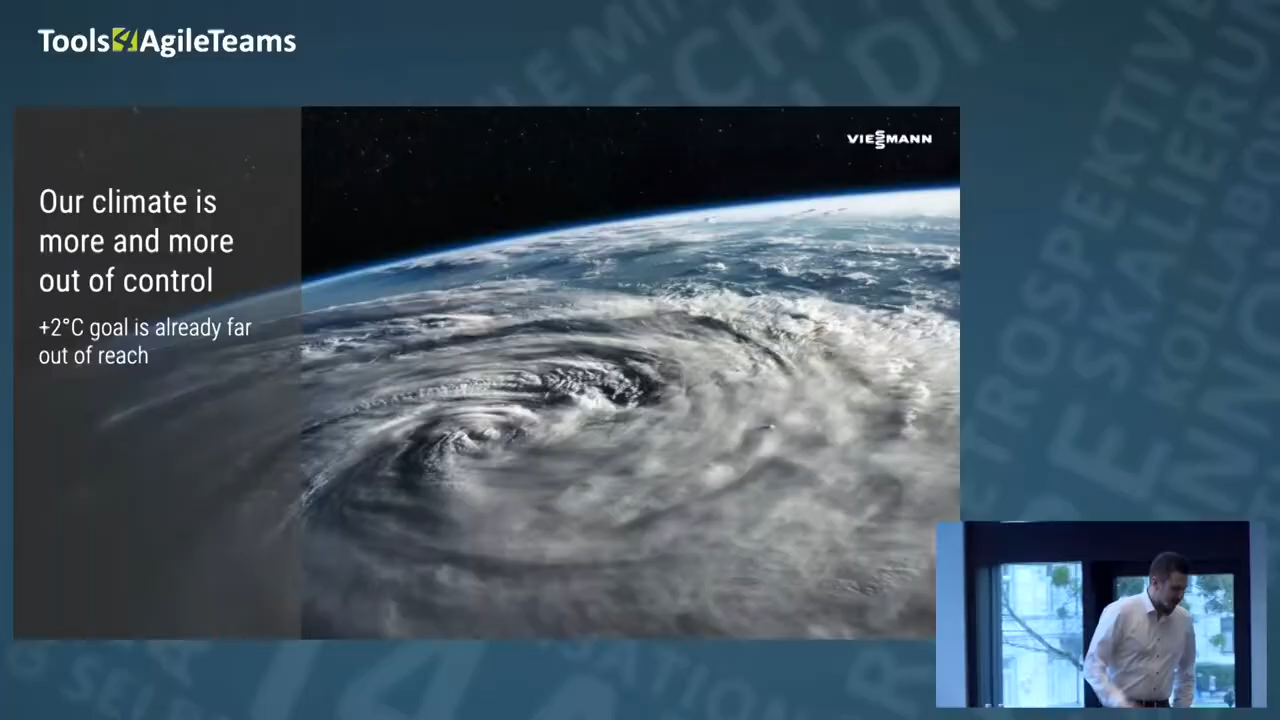 Tools4AgileTeams
VIESSMANN
Our climate is
more and more
out of control
+2°C goal is already far
out of reach